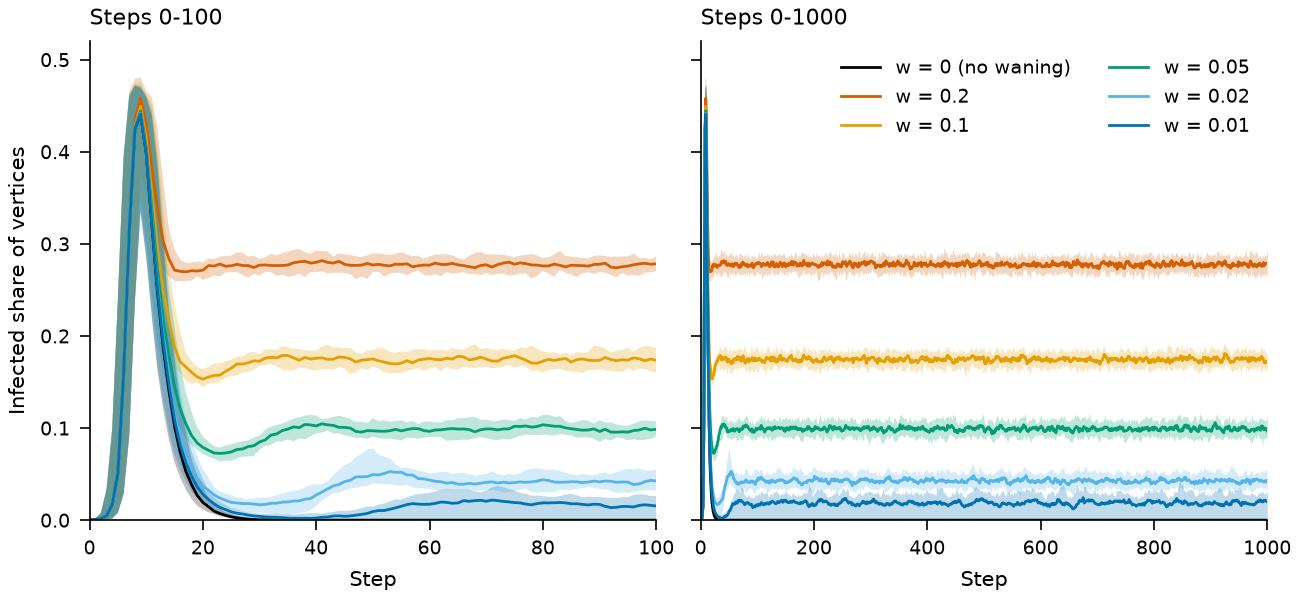 Steps 0-100
Steps 0-1000
Infected share of vertices
0.5
0.4
0.3
0.2
0.1
0.0
0 20 40 60 80 100
Step
w = 0 (no waning)
w = 0.2
w = 0.1
w = 0.05
w = 0.02
w = 0.01
0 200 400 600 800 1000
Step